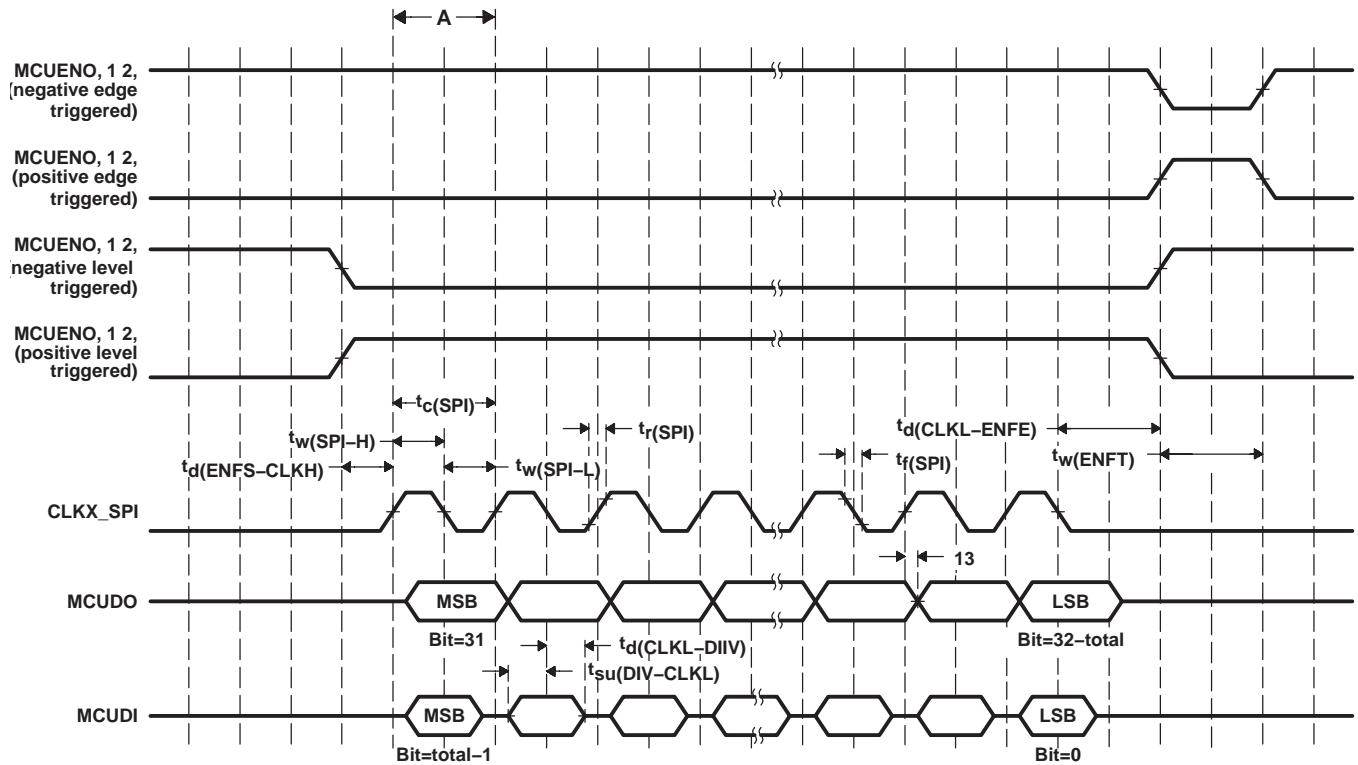 A
MCUENO, 1 2,
(negative edge
triggered)
MCUENO, 1 2,
(positive edge
triggered)
MCUENO, 1 2,
(negative level
triggered)
MCUENO, 1 2,
(positive level
triggered)
tc(SPI)
tw(SPI–H)
tr(SPI)
td(CLKL–ENFE)
td(ENFS–CLKH)
tw(SPI–L)
tf(SPI)
tw(ENFT)
CLKX_SPI
13
MCUDO
MSB
LSB
Bit=31
Bit=32–total
td(CLKL–DIIV)
tsu(DIV–CLKL)
MCUDI
MSB
LSB
Bit=total–1
Bit=0